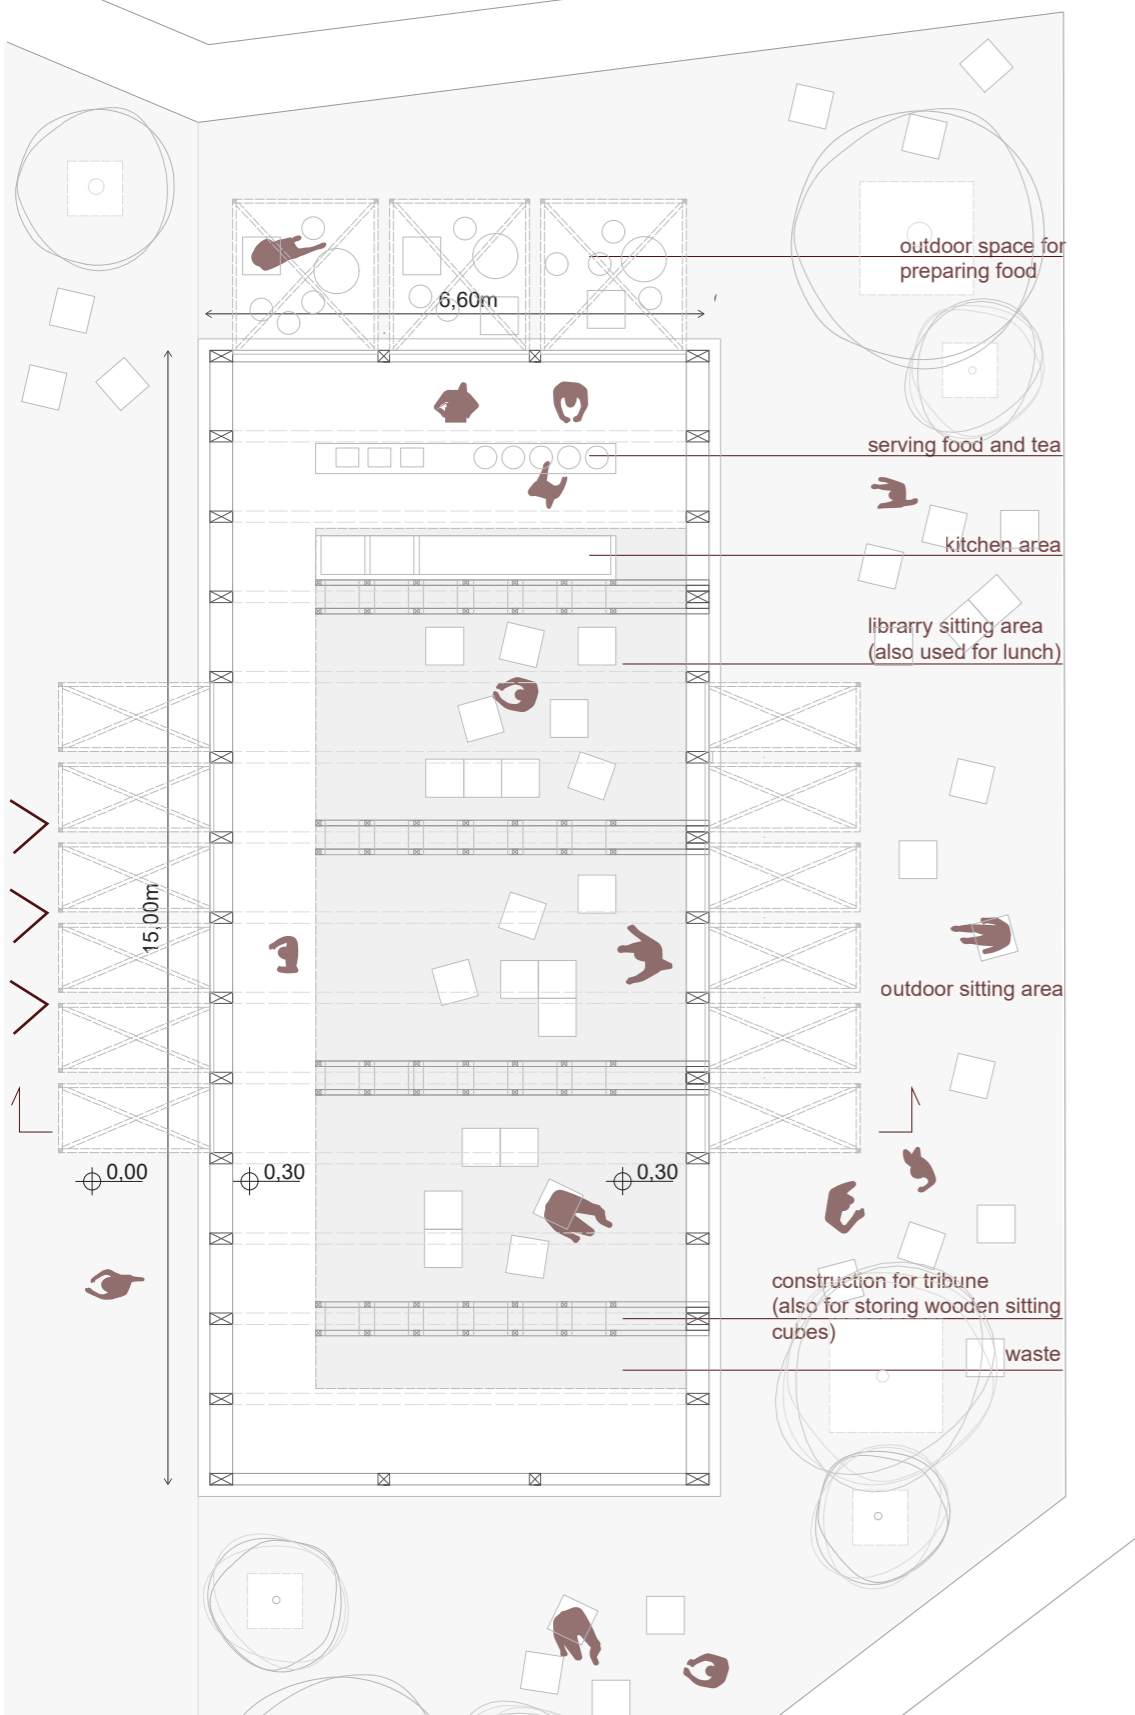 outdoor space for
preparing food
6,60m
serving food and tea
kitchen area
librarry sitting area
(also used for lunch)
15,00m
outdoor sitting area
0,00
0,30
0,30
construction for tribune
(also for storing wooden sitting
cubes)
waste